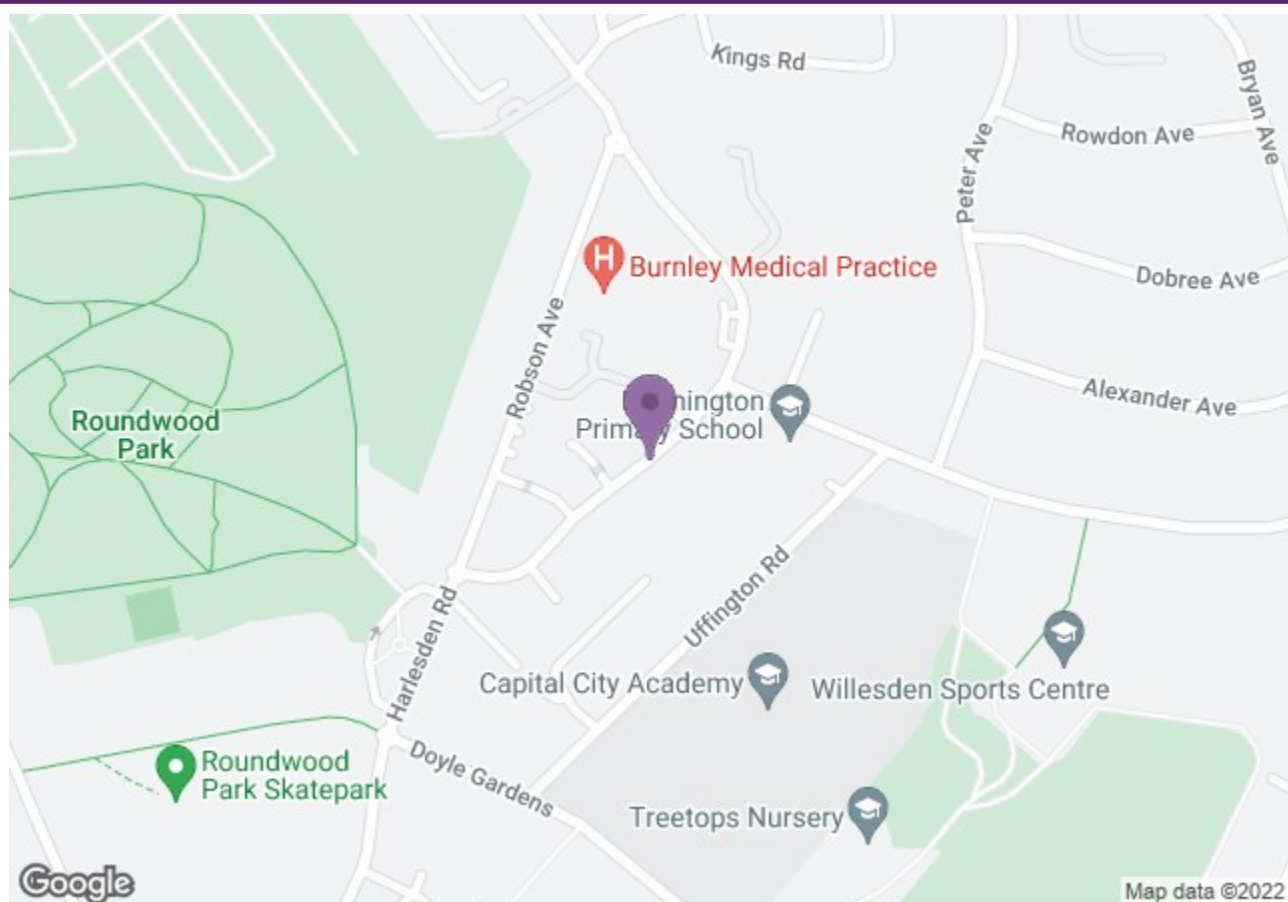 Kings Rd
Bryan Ave
Rowdon Ave
Peter Ave
Burnley Medical Practice
Dobree Ave
Robson Ave
Alexander Ave
Roundwood
Park
Primary School
Uffington Rd
Harlesden Rd
Capital City Academy
Willesden Sports Centre
Roundwood
Park Skatepark
Doyle Gardens
Treetops Nursery
Google
Map data ©2022